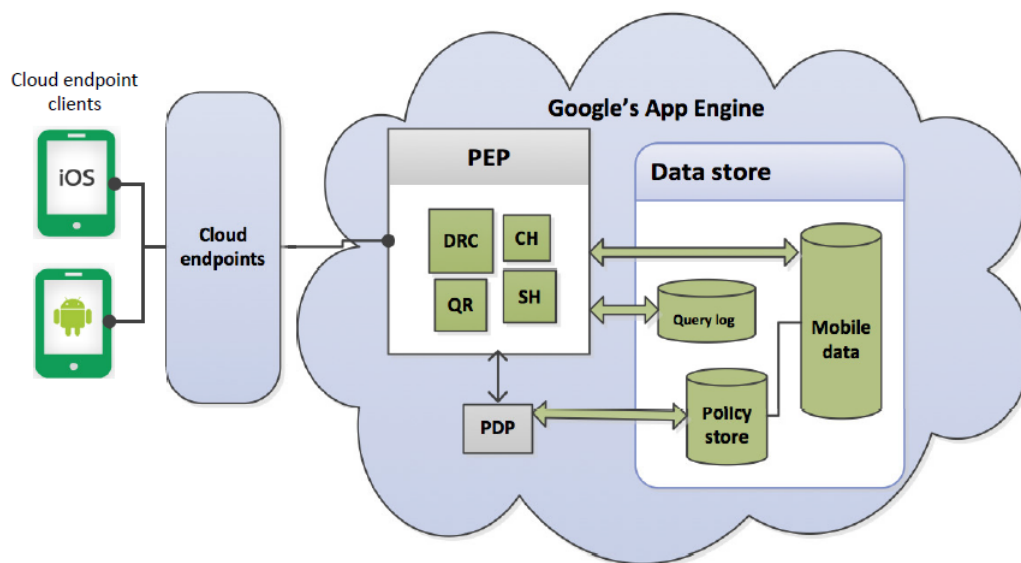 Cloud endpoint
clients
iOS
Cloud
endpoints
Google's App Engine
PEP
DRC
CH
QR
SH
PDP
Data store
Query log
Policy
store
Mobile
data